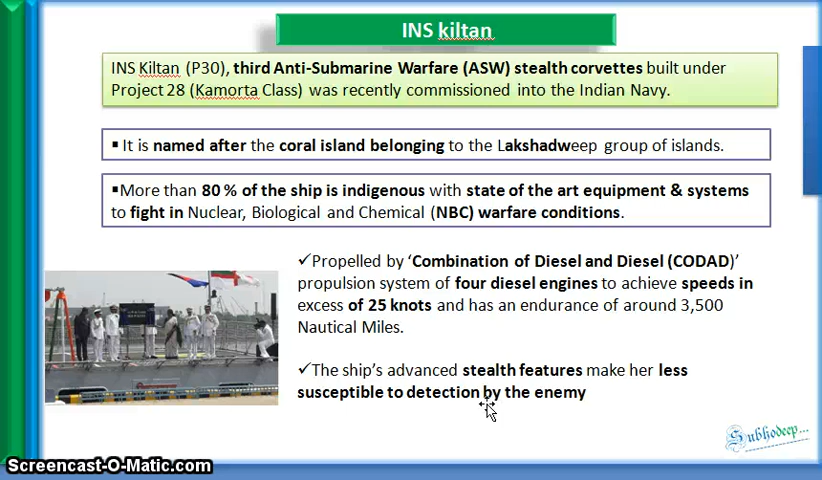 INS kiltan
INS Kiltan (P30), third Anti-Submarine Warfare (ASW) stealth corvettes built under
Project 28 (Kamorta Class) was recently commissioned into the Indian Navy.
▪ It is named after the coral island belonging to the Lakshadweep group of islands.
▪More than 80 % of the ship is indigenous with state of the art equipment & systems
to fight in Nuclear, Biological and Chemical (NBC) warfare conditions.
✓Propelled by ‘Combination of Diesel and Diesel (CODAD)’
propulsion system of four diesel engines to achieve speeds in
excess of 25 knots and has an endurance of around 3,500
Nautical Miles.
✓The ship’s advanced stealth features make her less
susceptible to detection by the enemy
Subhodeep...
Screencast-O-Matic.com